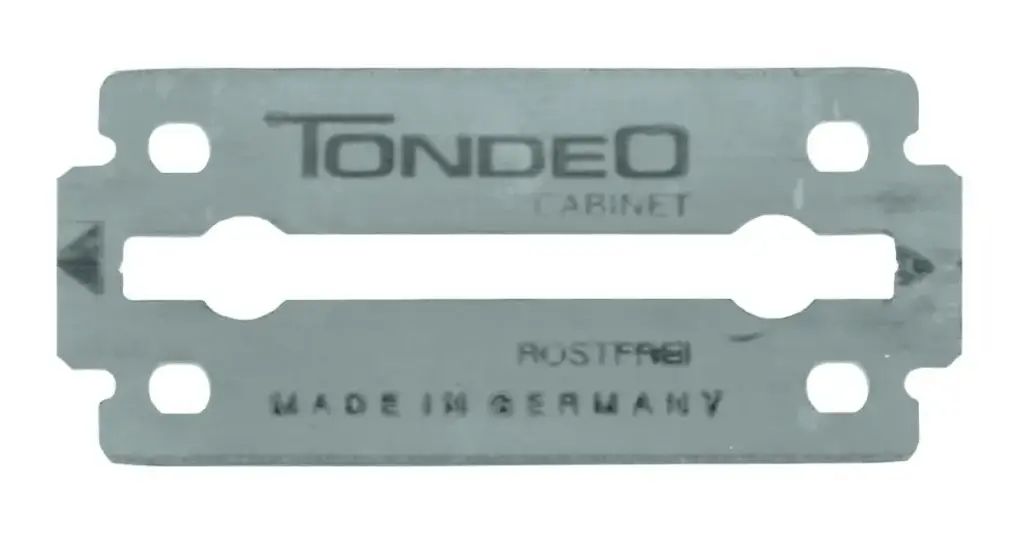 TONDEO
CABINET
ROSTFREI
MADE IN GERMANY